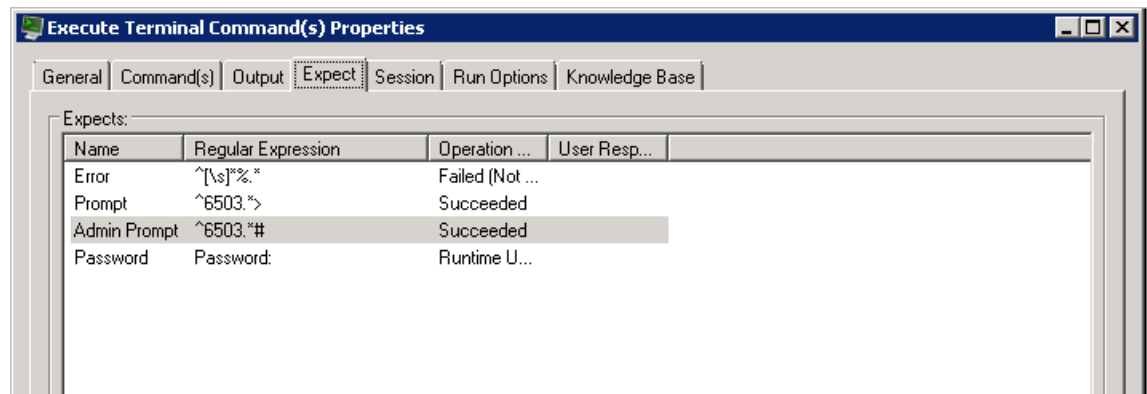 Execute Terminal Command(s) Properties
General Command(s) Output Expect Session Run Options Knowledge Base
Expects:
Name Regular Expression Operation ... User Resp...
Error ^[\s]*%.* Failed (Not ...
Prompt ^6503.*> Succeeded
Admin Prompt ^6503.*# Succeeded
Password Password: Runtime U...